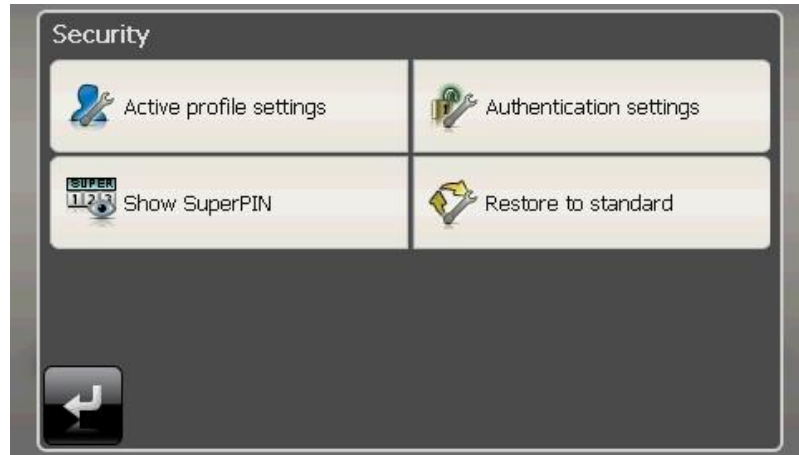 Security
Active profile settings
Authentication settings
SUPER
123
Show SuperPIN
Restore to standard